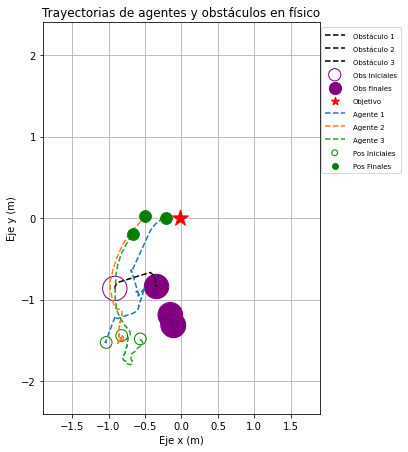 Trayectorias de agentes y obstáculos en físico
Obstáculo 1
Obstáculo 2
Obstáculo 3
Obs iniciales
Obs finales
Objetivo
Agente 1
Agente 2
Agente 3
Pos Iniciales
Pos Finales
Eje y (m)
2
1
0
−1
−2
−1.5
−1.0
−0.5
0.0
0.5
1.0
1.5
Eje x (m)